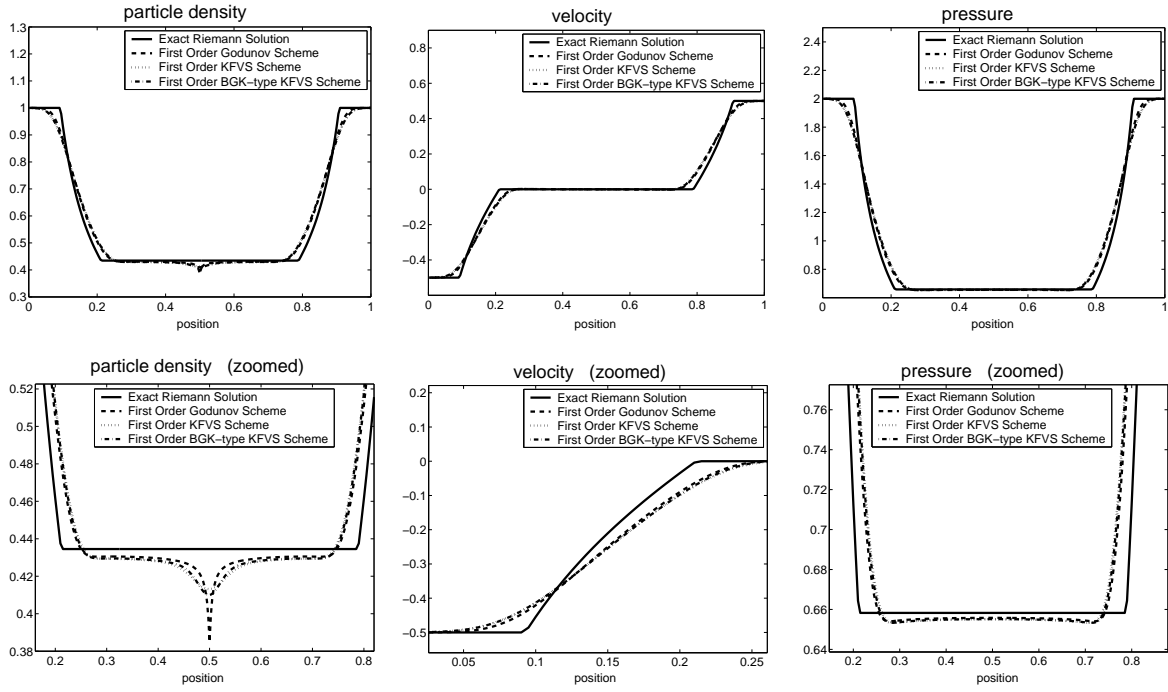 particle density
Exact Riemann Solution
First Order Godunov Scheme
First Order KFVS Scheme
First Order BGK-type KFVS Scheme
1.3
1.2
1.1
1
0.9
0.8
0.7
0.6
0.5
0.4
0.3
0 0.2 0.4 0.6 0.8 1
position
velocity
Exact Riemann Solution
First Order Godunov Scheme
First Order KFVS Scheme
First Order BGK-type KFVS Scheme
0.8
0.6
0.4
0.2
0
−0.2
−0.4
0 0.2 0.4 0.6 0.8 1
position
pressure
Exact Riemann Solution
First Order Godunov Scheme
First Order KFVS Scheme
First Order BGK-type KFVS Scheme
2.4
2.2
2
1.8
1.6
1.4
1.2
1
0.8
0 0.2 0.4 0.6 0.8 1
position
particle density (zoomed)
Exact Riemann Solution
First Order Godunov Scheme
First Order KFVS Scheme
First Order BGK-type KFVS Scheme
0.52
0.5
0.48
0.46
0.44
0.42
0.4
0.38
0.2 0.3 0.4 0.5 0.6 0.7 0.8
position
velocity (zoomed)
Exact Riemann Solution
First Order Godunov Scheme
First Order KFVS Scheme
First Order BGK-type KFVS Scheme
0.2
0.1
0
−0.1
−0.2
−0.3
−0.4
−0.5
0.05 0.1 0.15 0.2 0.25
position
pressure (zoomed)
Exact Riemann Solution
First Order Godunov Scheme
First Order KFVS Scheme
First Order BGK-type KFVS Scheme
0.76
0.74
0.72
0.7
0.68
0.66
0.64
0.2 0.3 0.4 0.5 0.6 0.7 0.8
position